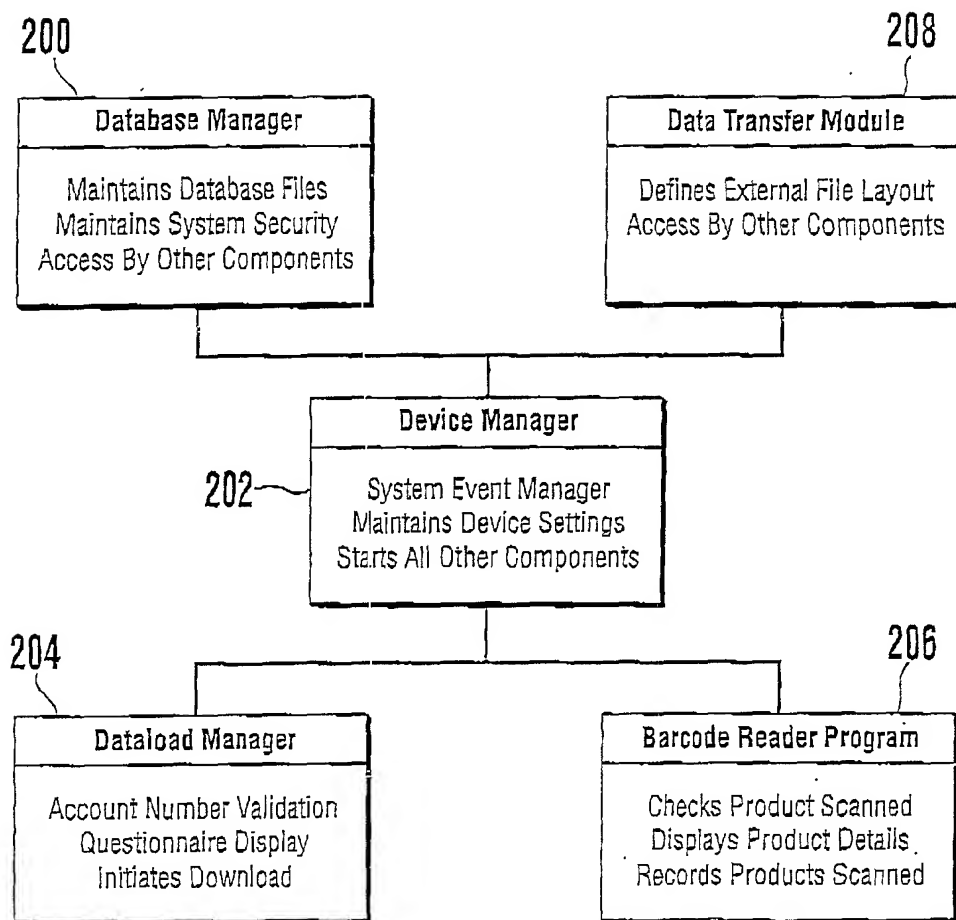 200
Database Manager
Maintains Database Files
Maintains System Security
Access By Other Components
208
Data Transfer Module
Defines External File Layout
Access By Other Components
202
Device Manager
System Event Manager
Maintains Device Settings
Starts All Other Components
204
Dataload Manager
Account Number Validation
Questionnaire Display
Initiates Download
206
Barcode Reader Program
Checks Product Scanned
Displays Product Details
Records Products Scanned